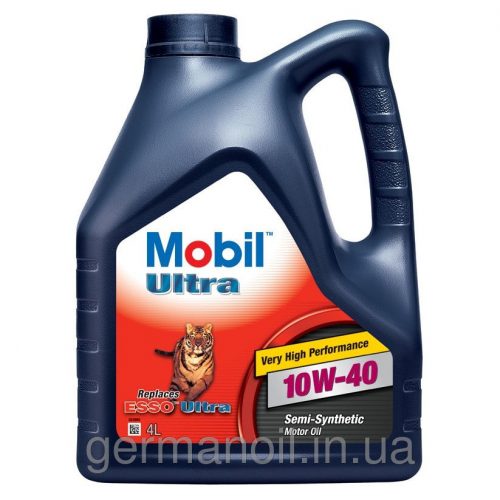 Mobil™
Ultra
Very High Performance
10W-40
Replaces
ESSO Ultra
Semi-Synthetic
Motor Oil
4L
germanoil.in.ua